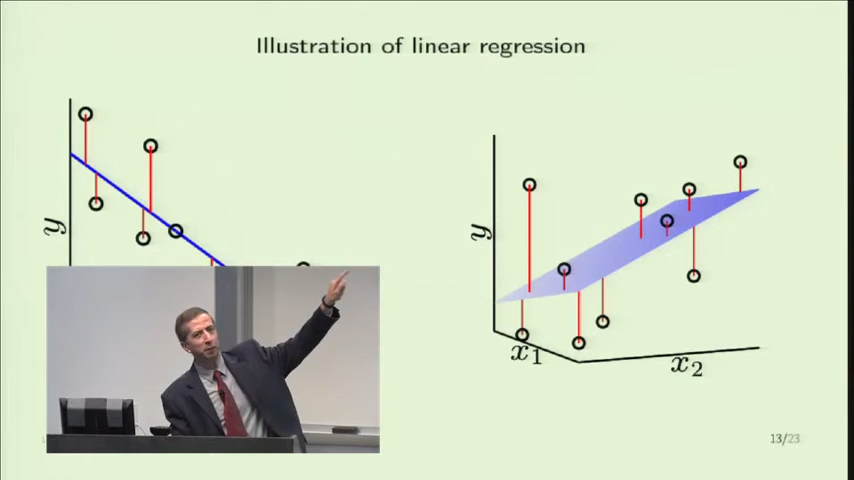 Illustration of linear regression
y
y
x1
x2
13/23